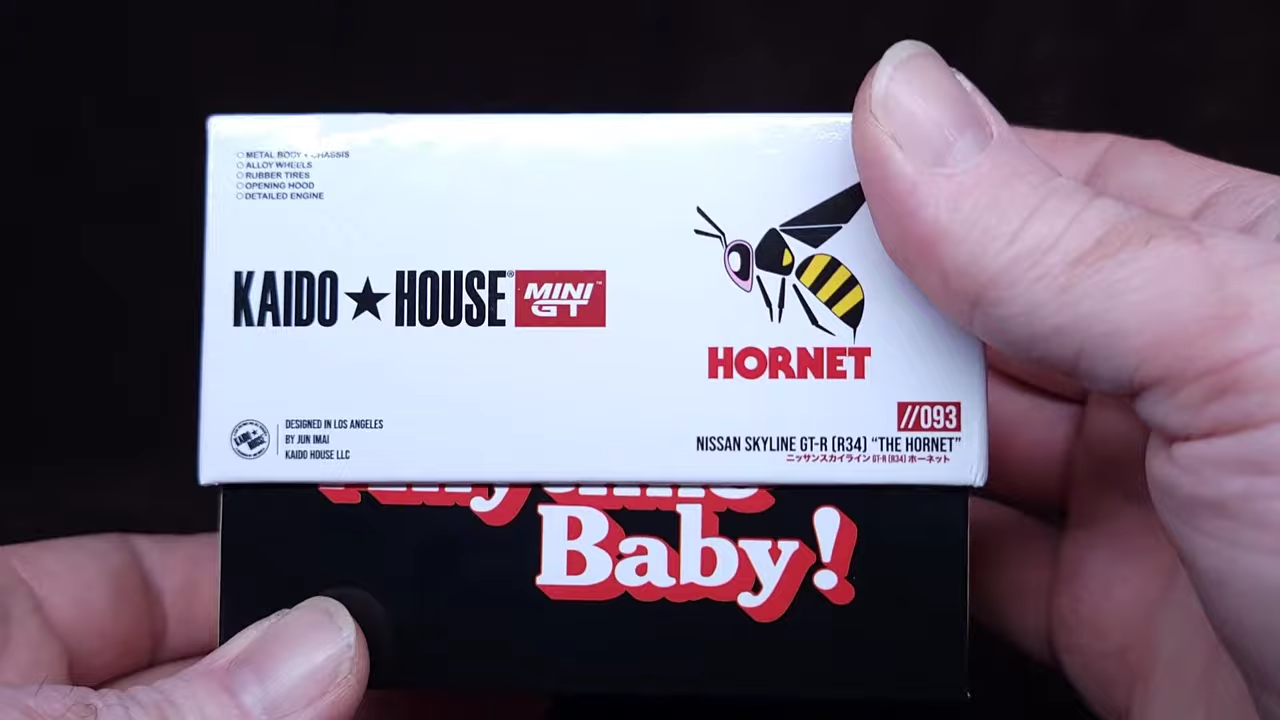 METAL BODY + CHASSIS
ALLOY WHEELS
RUBBER TIRES
OPENING HOOD
DETAILED ENGINE
KAIDO★HOUSE® MINI GT™
HORNET
DESIGNED IN LOS ANGELES
BY JUN IMAI
KAIDO HOUSE LLC
//093
NISSAN SKYLINE GT-R (R34) “THE HORNET”
ニッサンスカイライン GT-R (R34) ホーネット
Baby!